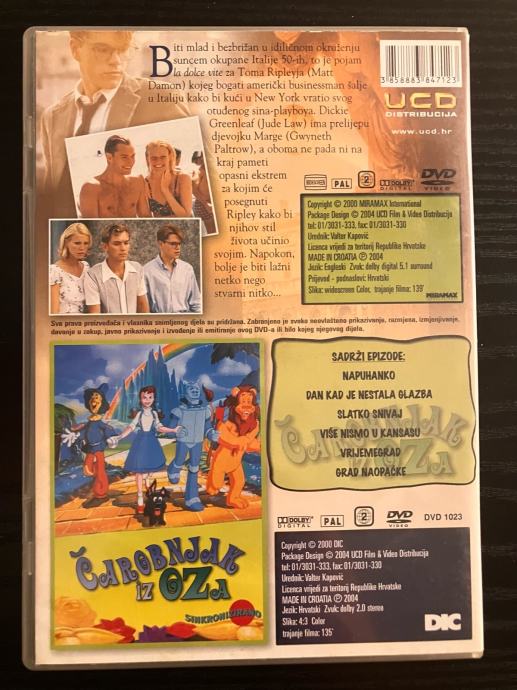 Biti mlad i bezbrižan u idiličnom okruženju
suncem okupane Italije 50-ih, to je pojam
la dolce vite za Toma Ripleyja (Matt
Damon) kojeg bogati američki businessman šalje
u Italiju kako bi kući u New York vratio svog
otuđenog sina-playboya. Dickie
Greenleaf (Jude Law) ima prelijepu
djevojku Marge (Gwyneth
Paltrow), a oboma ne pada ni na
kraj pameti
opasni ekstrem
za kojim će
posegnuti
Ripley kako bi
njihov stil
života učinio
svojim. Napokon,
bolje je biti lažni
netko nego
stvarni nitko...
3858883847123
UCD
DISTRIBUCIJA
www.ucd.hr
PAL
2
DOLBY
DIGITAL
DVD
VIDEO
Copyright © 2000 MIRAMAX International
Package Design © 2004 UCD Film & Video Distribucija
tel: 01/3031-333, fax: 01/3031-330
Urednik: Valter Kapović
Licenca vrijedi za teritorij Republike Hrvatske
MADE IN CROATIA Ⓟ 2004
Jezik: Engleski Zvuk: dolby digital 5.1 surround
Prijevod - podnaslovi: Hrvatski
Slika: widescreen Color, trajanje filma: 139'
MIRAMAX
Sva prava proizvođača i vlasnika snimljenog djela su pridržana. Zabranjeno je svako neovlašteno prikazivanje, razmjena, izmjenjivanje,
davanje u zakup, javno prikazivanje i izvođenje ili emitiranje ovog DVD-a ili bilo kojeg njegovog dijela.
SADRŽI EPIZODE:
NAPUHANKO
DAN KAD JE NESTALA GLAZBA
SLATKO SNIVAJ
VIŠE NISMO U KANSASU
VRIJEMEGRAD
GRAD NAOPAČKE
ČAROBNJAK
IZ OZA
ČAROBNJAK
IZ OZA
SINKRONIZIRANO
DOLBY
DIGITAL
PAL
2
DVD
VIDEO
DVD 1023
Copyright © 2000 DIC
Package Design © 2004 UCD Film & Video Distribucija
tel: 01/3031-333, fax: 01/3031-330
Urednik: Valter Kapović
Licenca vrijedi za teritorij Republike Hrvatske
MADE IN CROATIA Ⓟ 2004
Jezik: Hrvatski Zvuk: dolby 2.0 stereo
Slika: 4:3 Color
trajanje filma: 135'
DIC